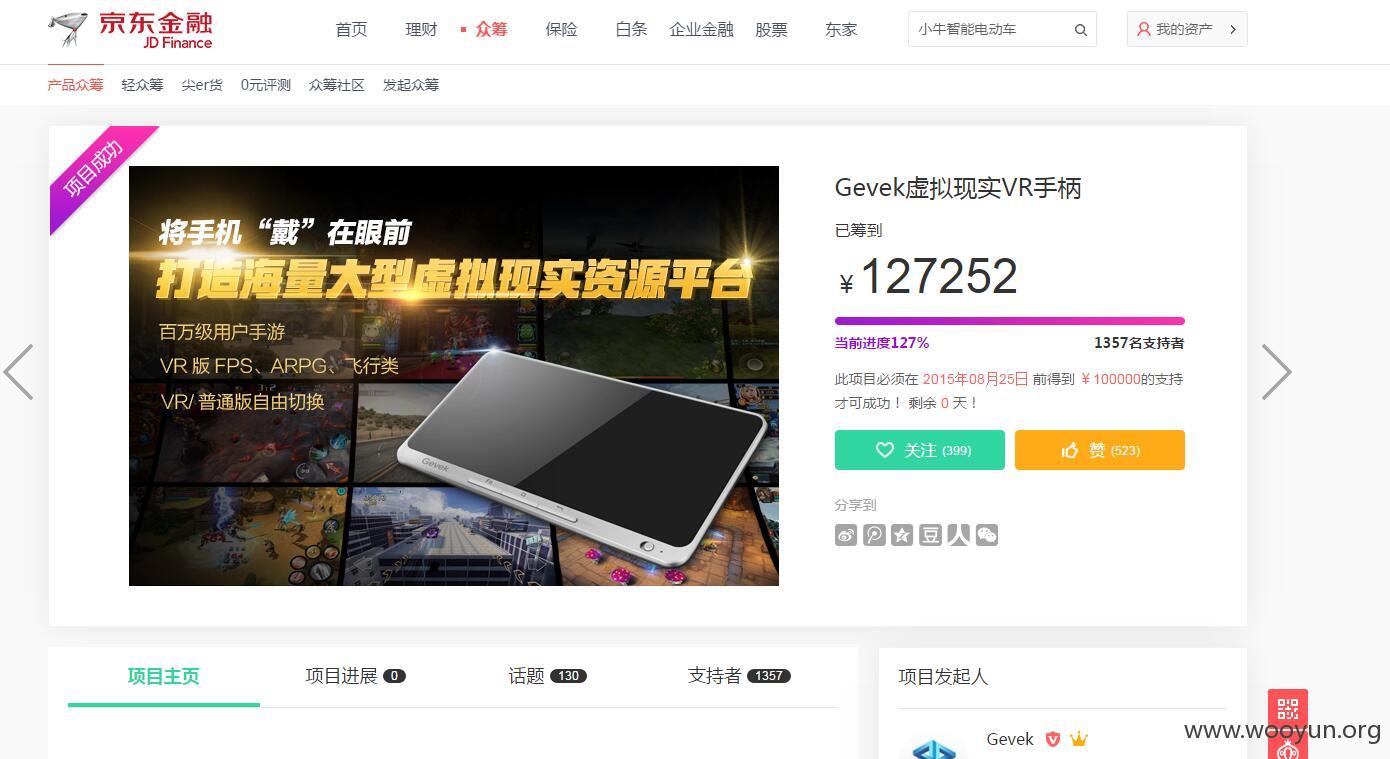 京东金融
JD Finance
首页 理财 众筹 保险 白条 企业金融 股票 东家
小牛智能电动车
我的资产
产品众筹 轻众筹 尖er货 0元评测 众筹社区 发起众筹
项目成功
将手机“戴”在眼前
打造海量大型虚拟现实资源平台
百万级用户手游
VR 版 FPS、ARPG、飞行类
VR/ 普通版自由切换
Gevek
Gevek虚拟现实VR手柄
已筹到
¥127252
当前进度127% 1357名支持者
此项目必须在 2015年08月25日 前得到 ¥100000的支持
才可成功！ 剩余 0 天！
关注 (399) 赞 (523)
分享到
豆
项目主页 项目进展 0 话题 130 支持者 1357
项目发起人
Gevek
www.wooyun.org